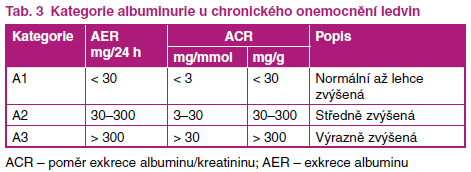 Tab. 3 Kategorie albuminurie u chronického onemocnění ledvin
Kategorie AER mg/24 h ACR Popis
mg/mmol mg/g
A1 < 30 < 3 < 30 Normální až lehce
zvýšená
A2 30–300 3–30 30–300 Středně zvýšená
A3 > 300 > 30 > 300 Výrazně zvýšená
ACR – poměr exkrece albuminu/kreatininu; AER – exkrece albuminu